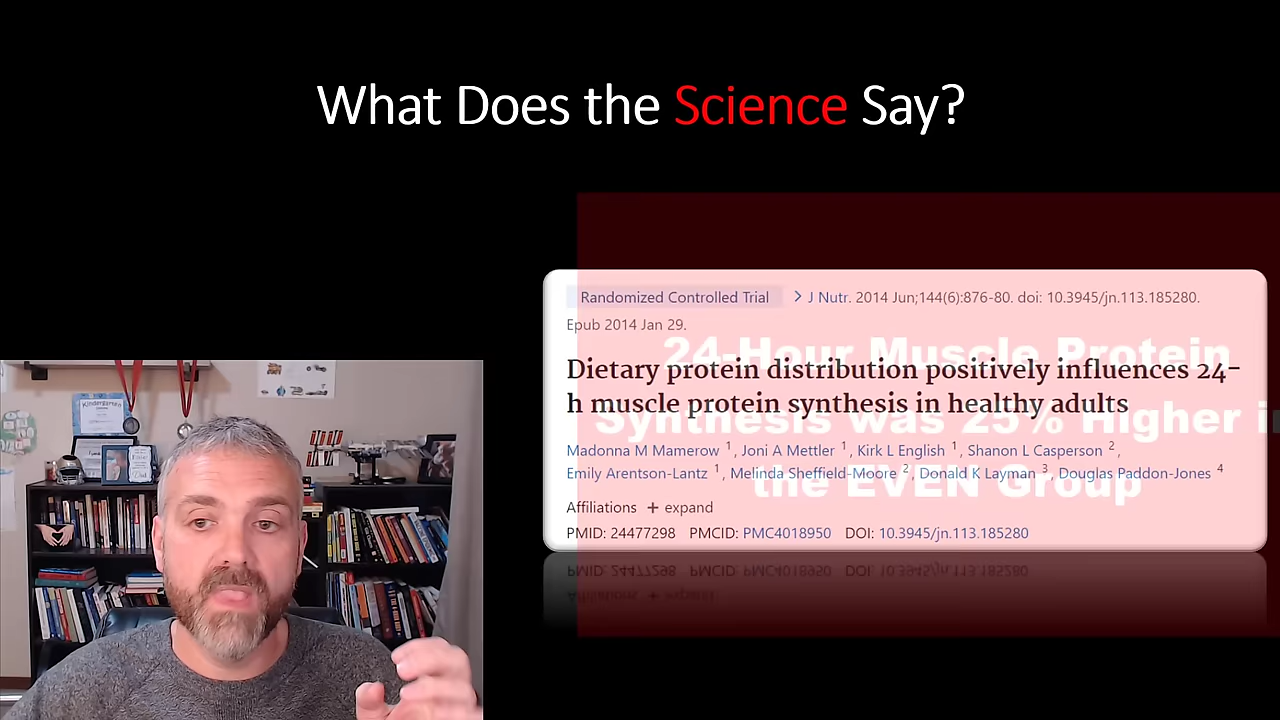 What Does the Science Say?
Randomized Controlled Trial > J Nutr. 2014 Jun;144(6):876-80. doi: 10.3945/jn.113.185280.
Epub 2014 Jan 29.
24-Hour Muscle Protein
Dietary protein distribution positively influences 24-
h muscle protein synthesis in healthy adults
Synthesis was 25% Higher i
Madonna M Mamerow 1, Joni A Mettler 1, Kirk L English 1, Shanon L Casperson 2,
Emily Arentson-Lantz 1, Melinda Sheffield-Moore 2, Donald K Layman 3, Douglas Paddon-Jones 4
the EVEN Group
Affiliations + expand
PMID: 24477298 PMCID: PMC4018950 DOI: 10.3945/jn.113.185280
Kindergarten